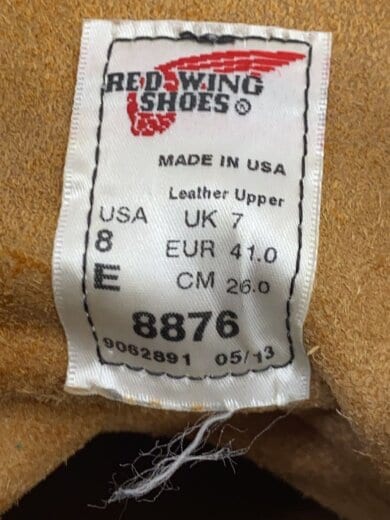 RED WING
SHOES®
MADE IN USA
Leather Upper
USA UK 7
8 EUR 41.0
E CM 26.0
8876
9062891 05/13